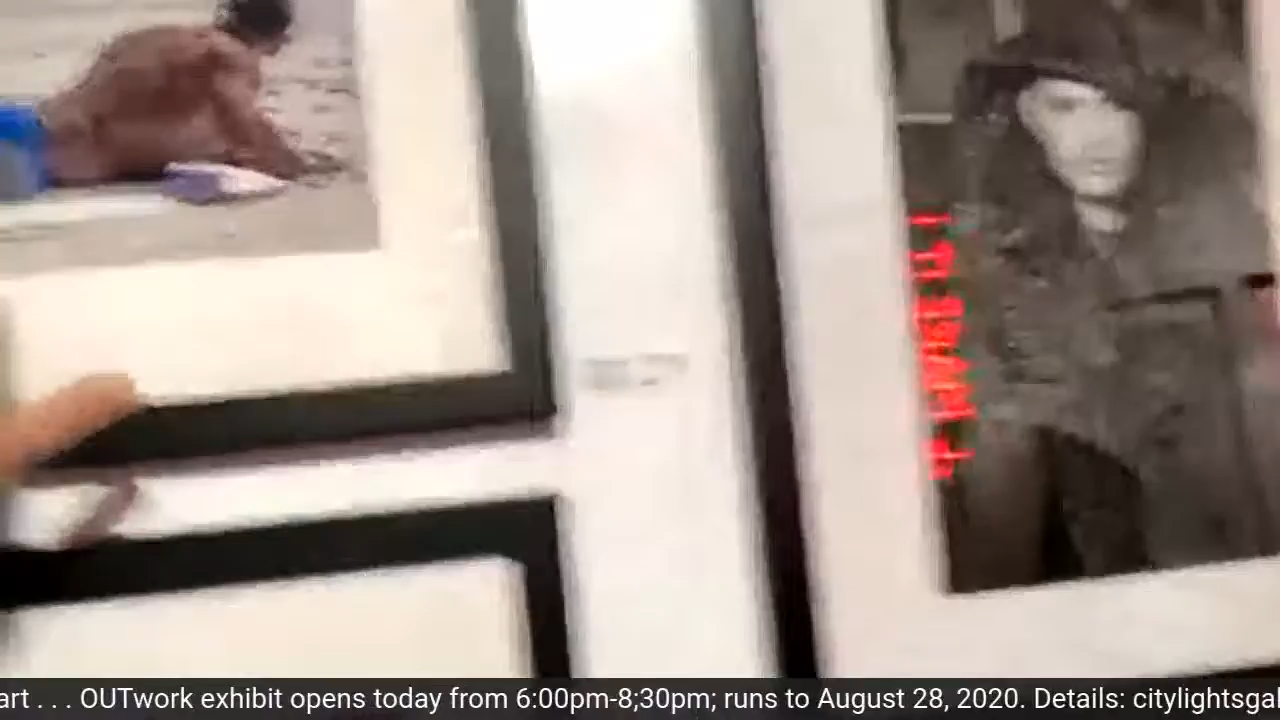 art . . . OUTwork exhibit opens today from 6:00pm-8;30pm; runs to August 28, 2020. Details: citylightsgal